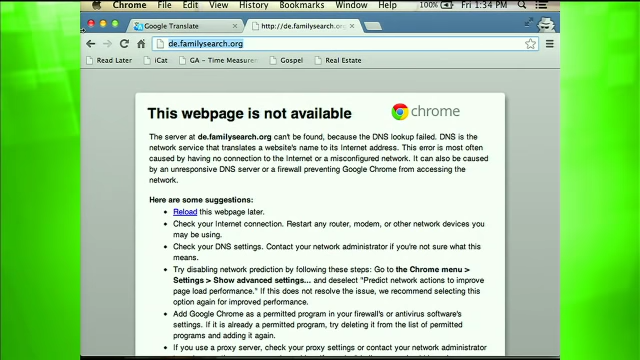 Chrome File Edit View History Bookmarks Window Help 100% Fri 1:34 PM
Google Translate http://de.familysearch.org
de.familysearch.org
Read Later iCat GA - Time Measure Gospel Real Estate
This webpage is not available chrome
The server at de.familysearch.org can't be found, because the DNS lookup failed. DNS is the
network service that translates a website's name to its Internet address. This error is most often
caused by having no connection to the Internet or a misconfigured network. It can also be caused
by an unresponsive DNS server or a firewall preventing Google Chrome from accessing the
network.
Here are some suggestions:
• Reload this webpage later.
• Check your Internet connection. Restart any router, modem, or other network devices you
may be using.
• Check your DNS settings. Contact your network administrator if you're not sure what this
means.
• Try disabling network prediction by following these steps: Go to the Chrome menu >
Settings > Show advanced settings... and deselect "Predict network actions to improve
page load performance." If this does not resolve the issue, we recommend selecting this
option again for improved performance.
• Add Google Chrome as a permitted program in your firewall's or antivirus software's
settings. If it is already a permitted program, try deleting it from the list of permitted
programs and adding it again.
• If you use a proxy server, check your proxy settings or contact your network administrator